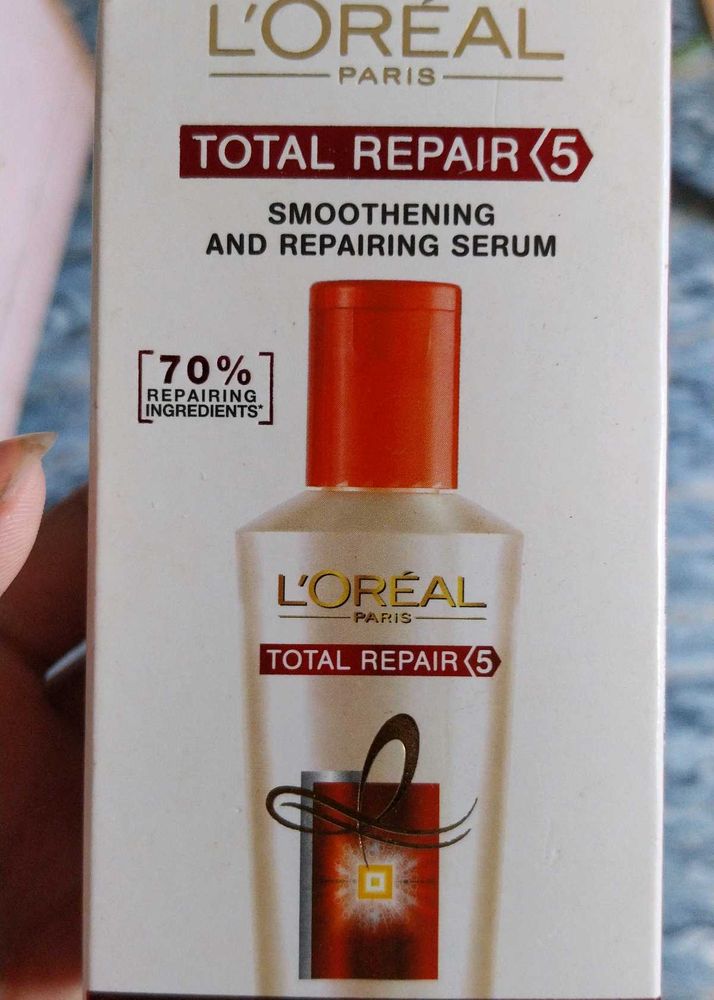 L'ORÉAL
PARIS
TOTAL REPAIR 5
SMOOTHENING
AND REPAIRING SERUM
70%
REPAIRING
INGREDIENTS*
L'ORÉAL
PARIS
TOTAL REPAIR 5